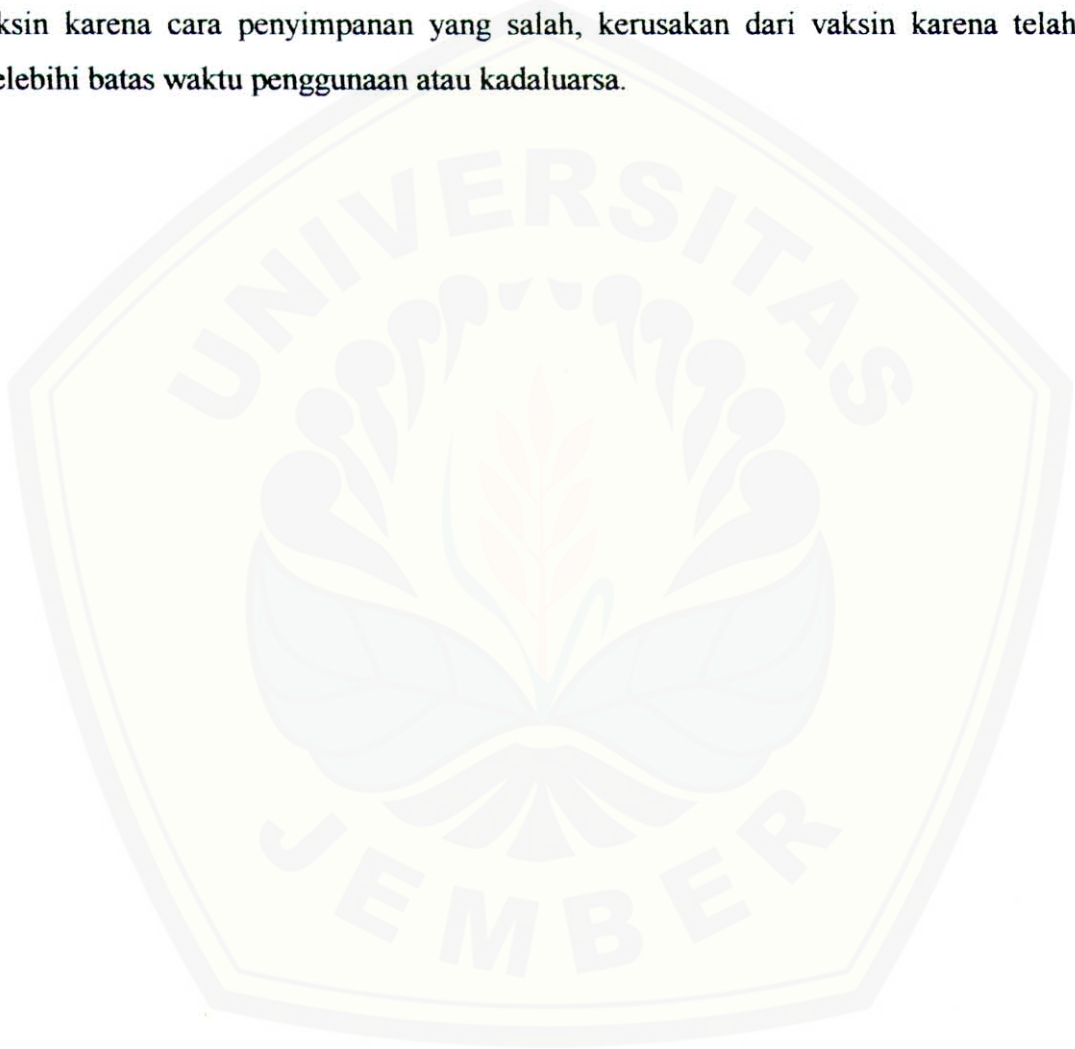 ksin karena cara penyimpanan yang salah, kerusakan dari vaksin karena telah
elebihi batas waktu penggunaan atau kadaluarsa.
UNIVERSITAS
JEMBER